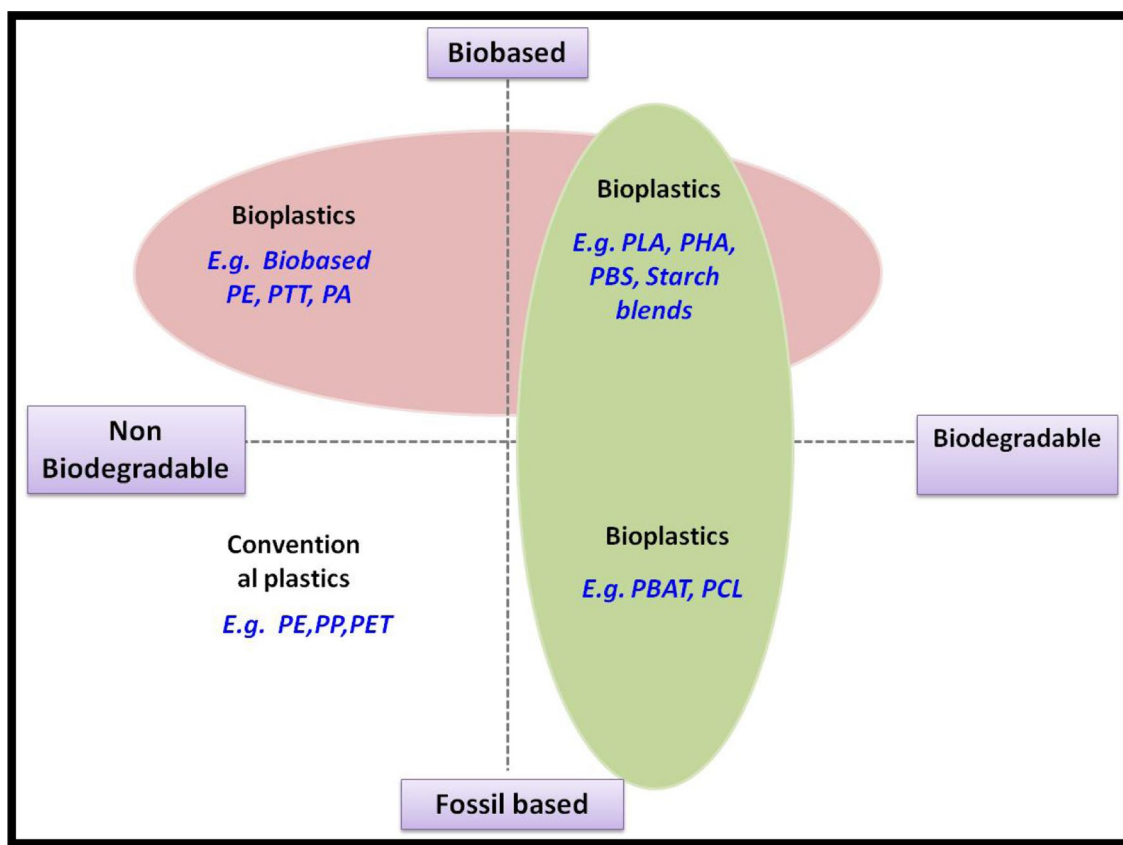 Biobased
Bioplastics
E.g. Biobased
PE, PTT, PA
Bioplastics
E.g. PLA, PHA,
PBS, Starch
blends
Non
Biodegradable
Biodegradable
Convention
al plastics
E.g. PE,PP,PET
Bioplastics
E.g. PBAT, PCL
Fossil based